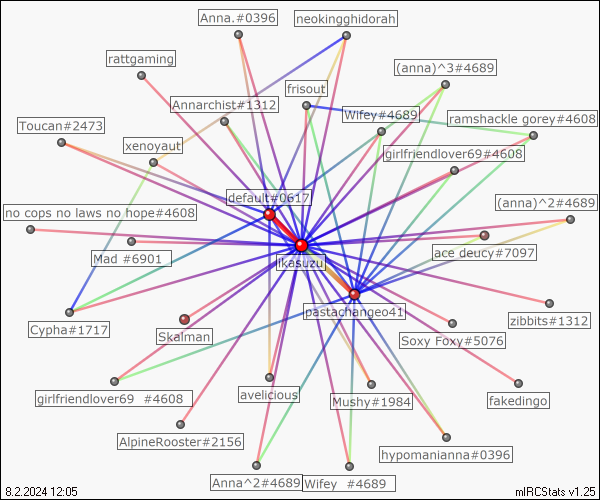 Anna.#0396
neokingghidorah
rattgaming
(anna)^3#4689
frisout
Annarchist#1312
Wifey#4689
ramshackle gorey#4608
Toucan#2473
xenoyaut
girlfriendlover69#4608
default#0617
(anna)^2#4689
no cops no laws no hope#4608
Mad #6901
ikasuzu
ace deucy#7097
pastachangeo41
zibbits#1312
Cypha#1717
Skalman
Soxy Foxy#5076
girlfriendlover69 #4608
avelicious
Mushy#1984
fakedingo
AlpineRooster#2156
hypomanianna#0396
Anna^2#4689
Wifey #4689
8.2.2024 12:05
mIRCStats v1.25